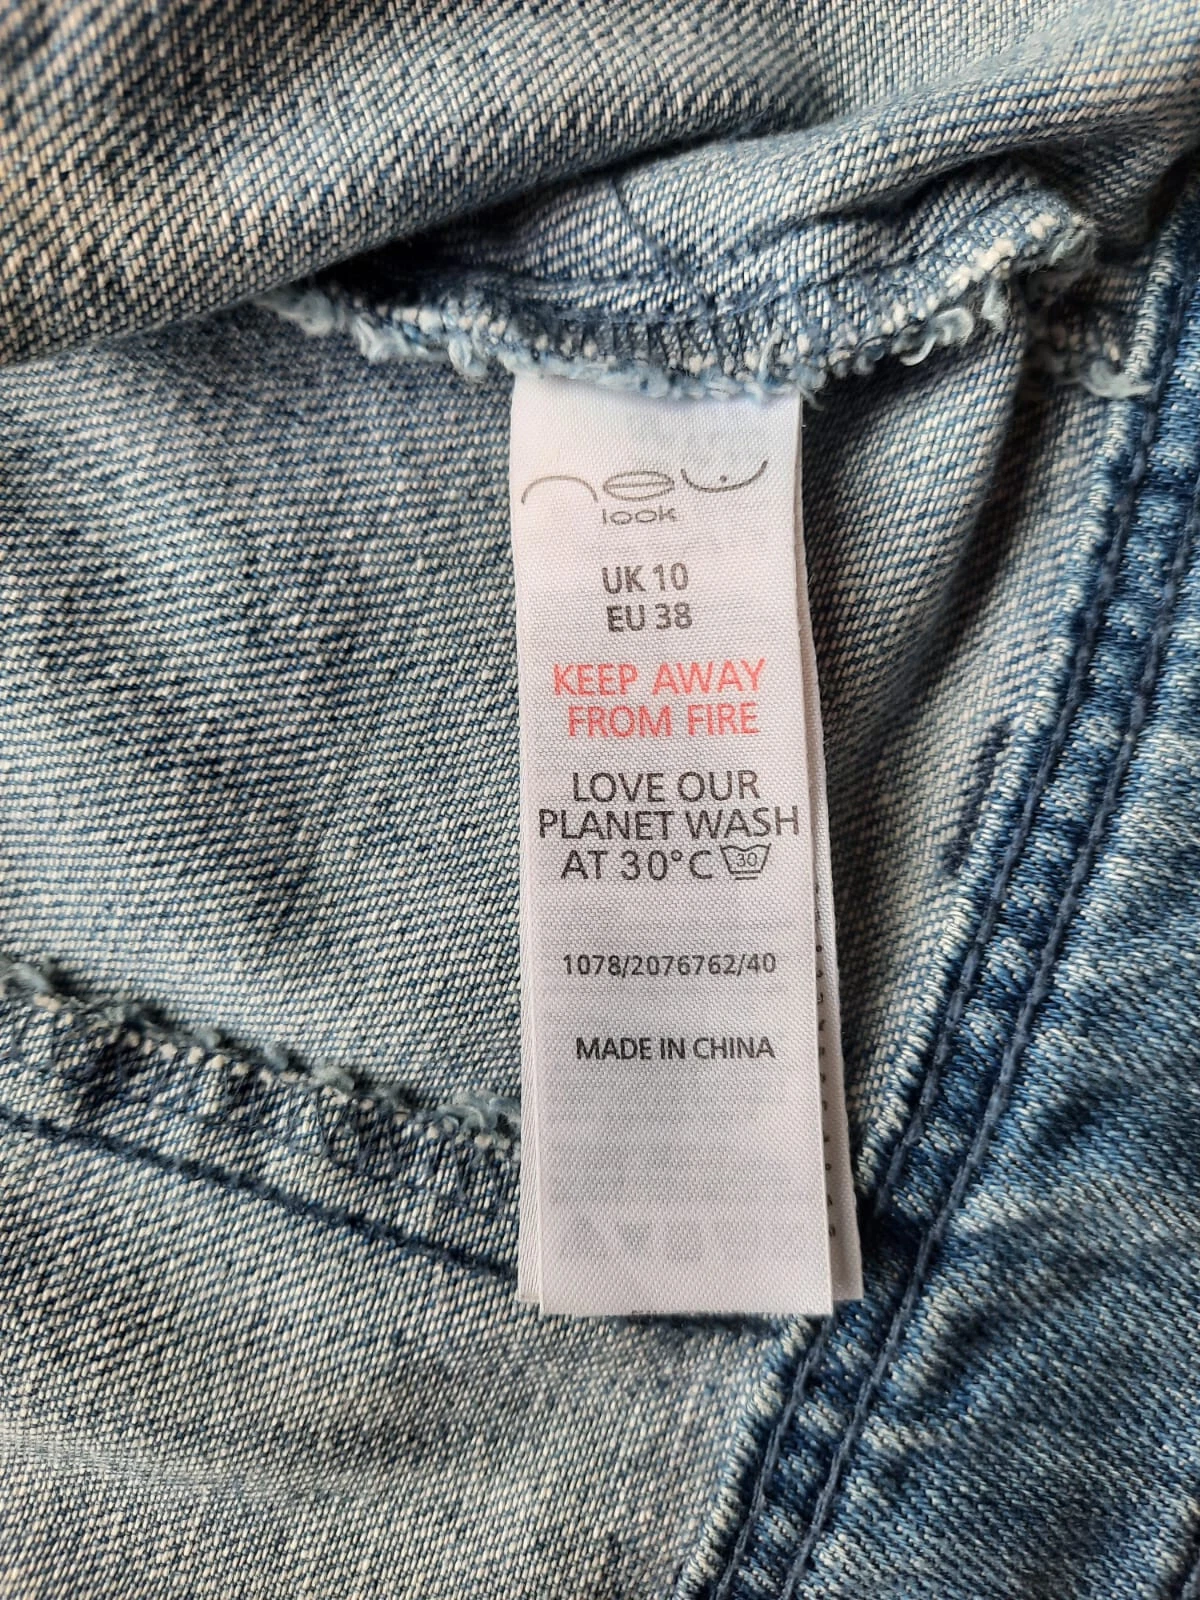 new
look
UK 10
EU 38
KEEP AWAY
FROM FIRE
LOVE OUR
PLANET WASH
AT 30°C 30
1078/2076762/40
MADE IN CHINA